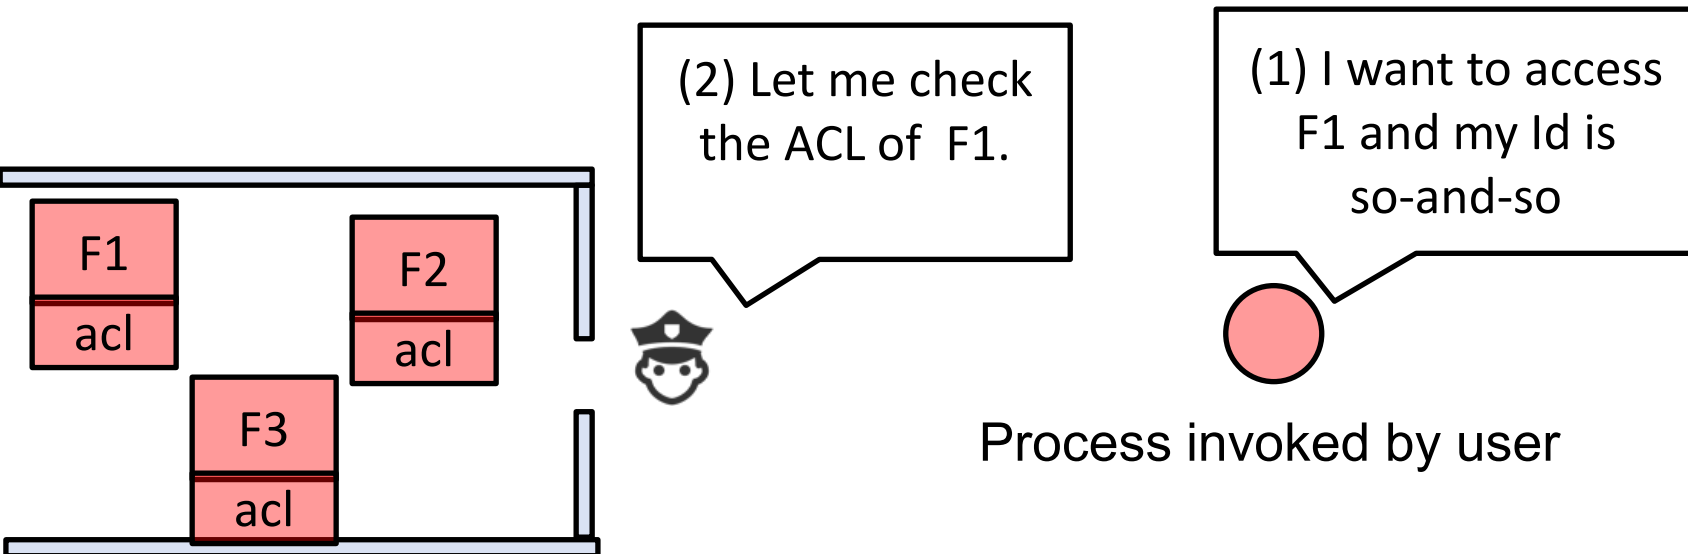 (1) I want to access
F1 and my Id is
so-and-so
(2) Let me check
the ACL of F1.
F1
acl
F2
acl
F3
acl
Process invoked by user